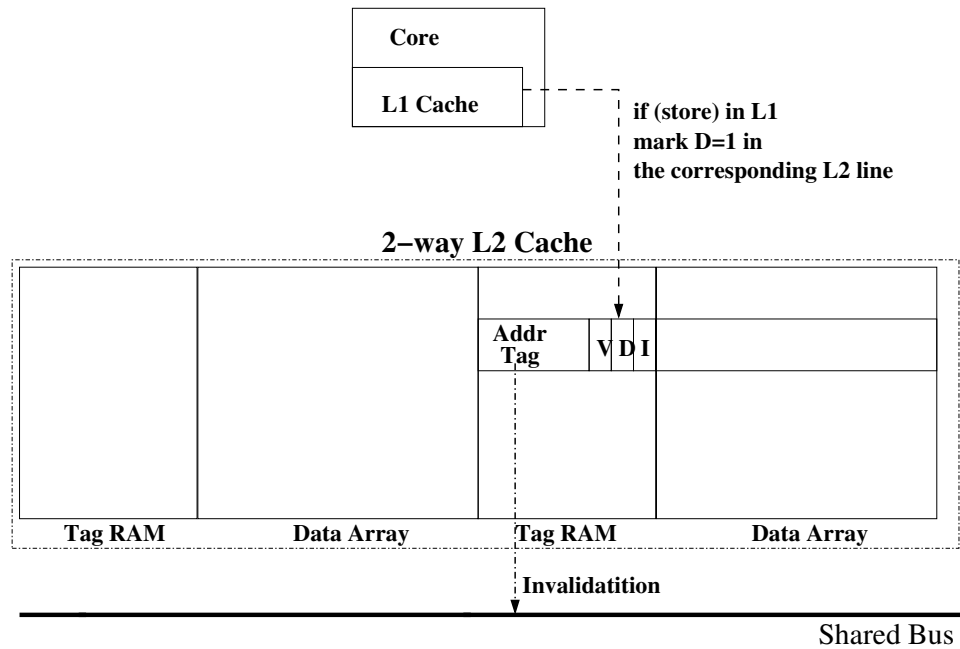 Core
L1 Cache
if (store) in L1
mark D=1 in
the corresponding L2 line
2−way L2 Cache
Addr
Tag
V D I
Tag RAM
Data Array
Tag RAM
Data Array
Invalidatition
Shared Bus